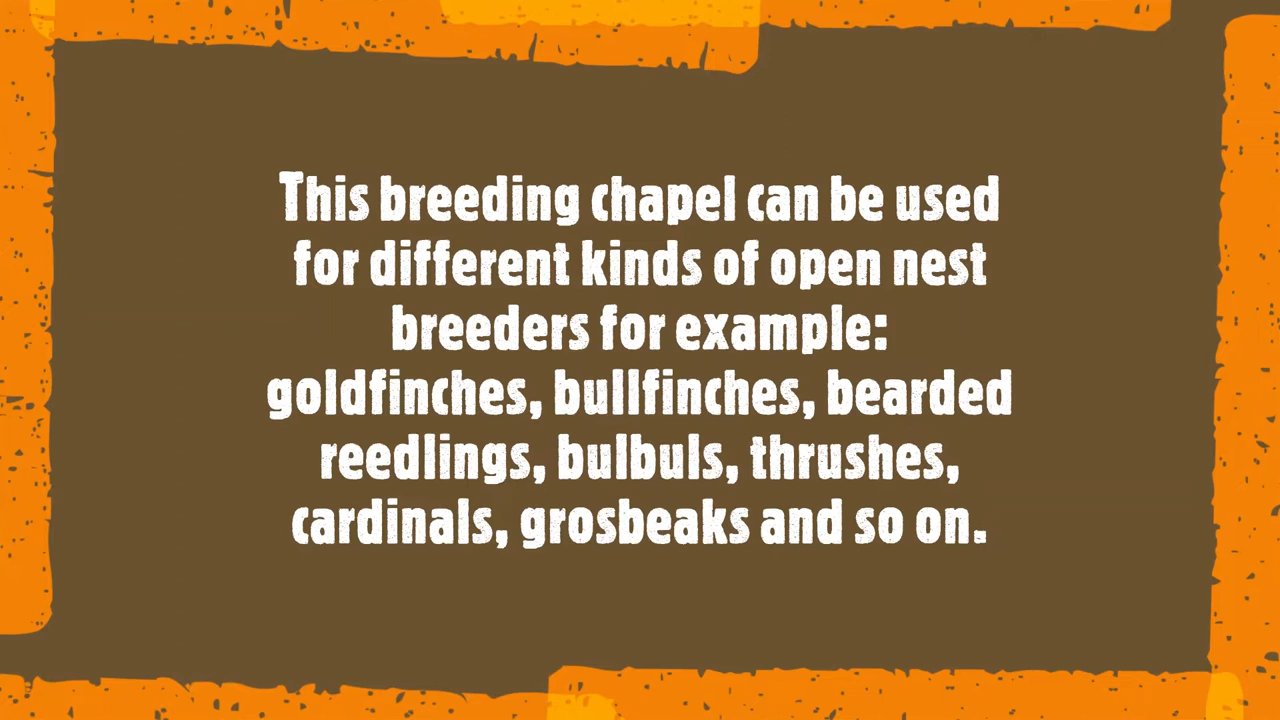 This breeding chapel can be used
for different kinds of open nest
breeders for example:
goldfinches, bullfinches, bearded
reedlings, bulbuls, thrushes,
cardinals, grosbeaks and so on.